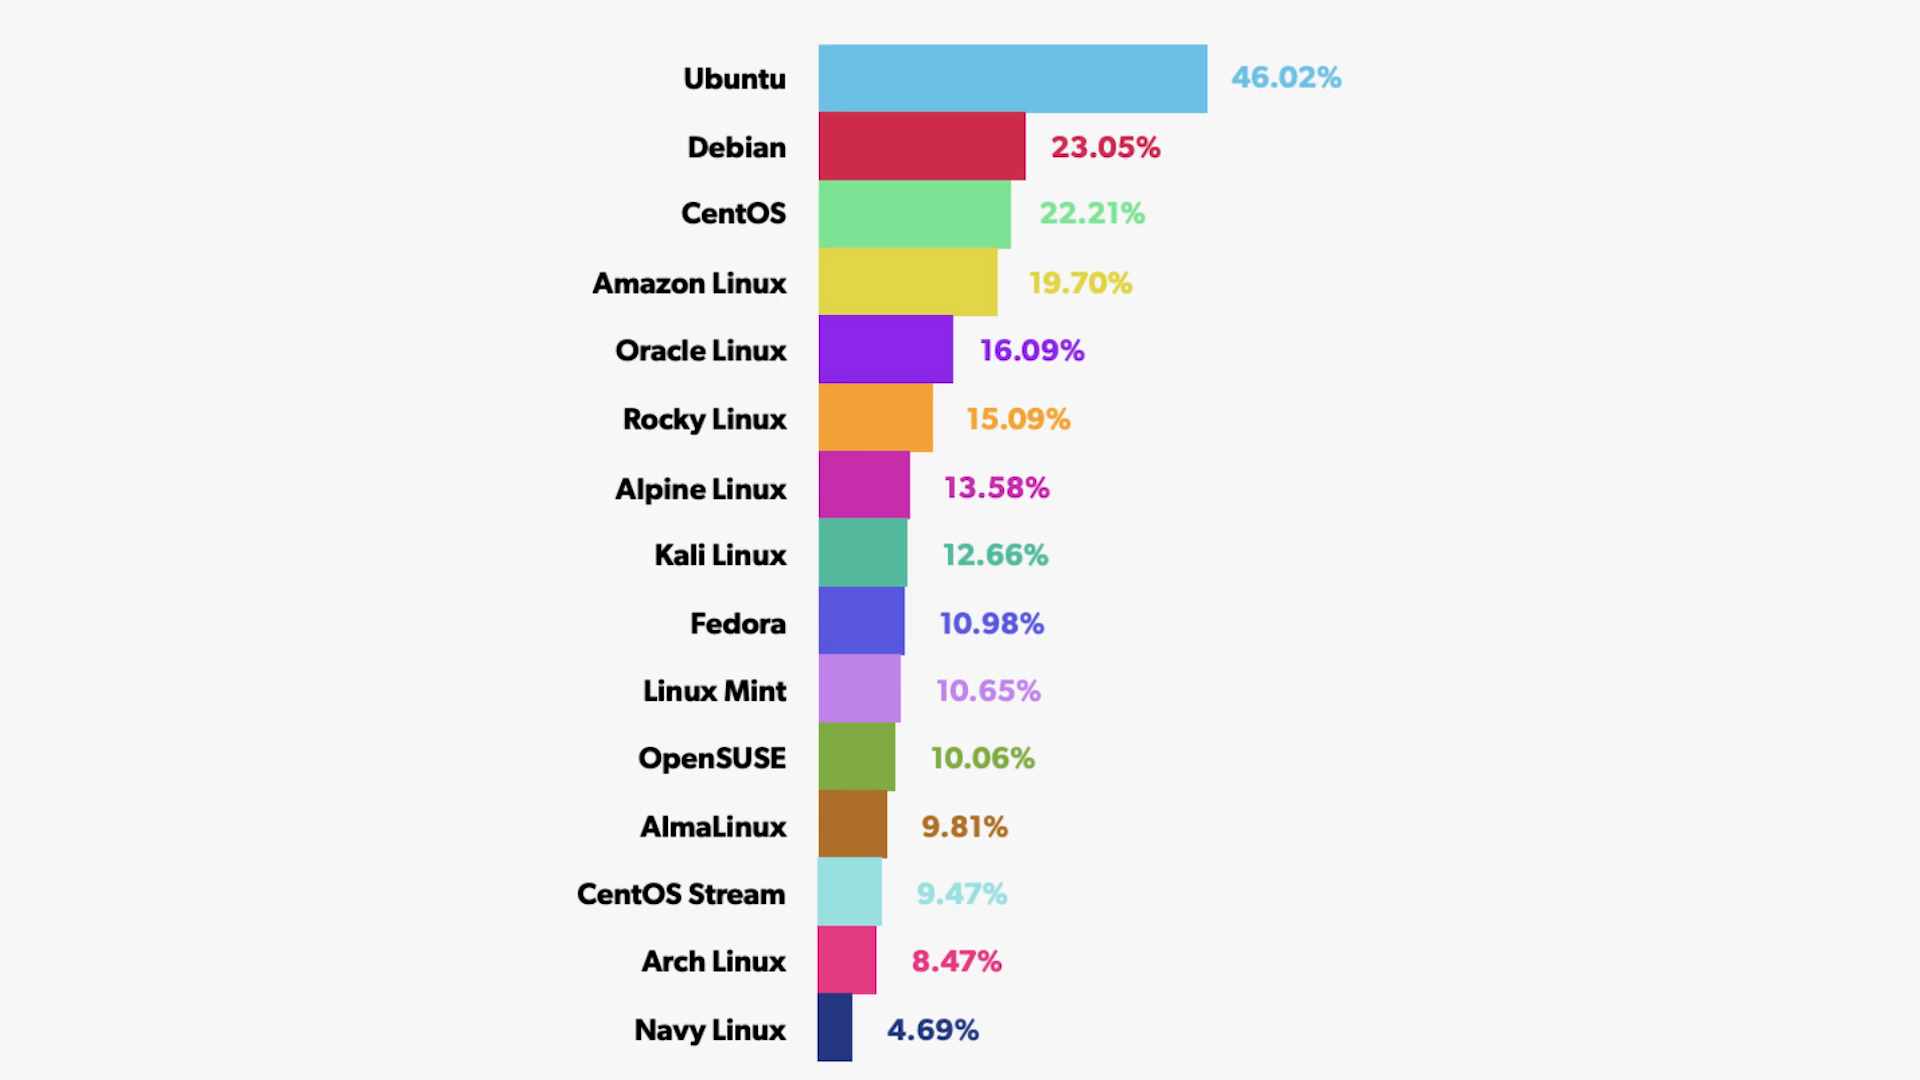 Ubuntu 46.02%
Debian 23.05%
CentOS 22.21%
Amazon Linux 19.70%
Oracle Linux 16.09%
Rocky Linux 15.09%
Alpine Linux 13.58%
Kali Linux 12.66%
Fedora 10.98%
Linux Mint 10.65%
OpenSUSE 10.06%
AlmaLinux 9.81%
CentOS Stream 9.47%
Arch Linux 8.47%
Navy Linux 4.69%